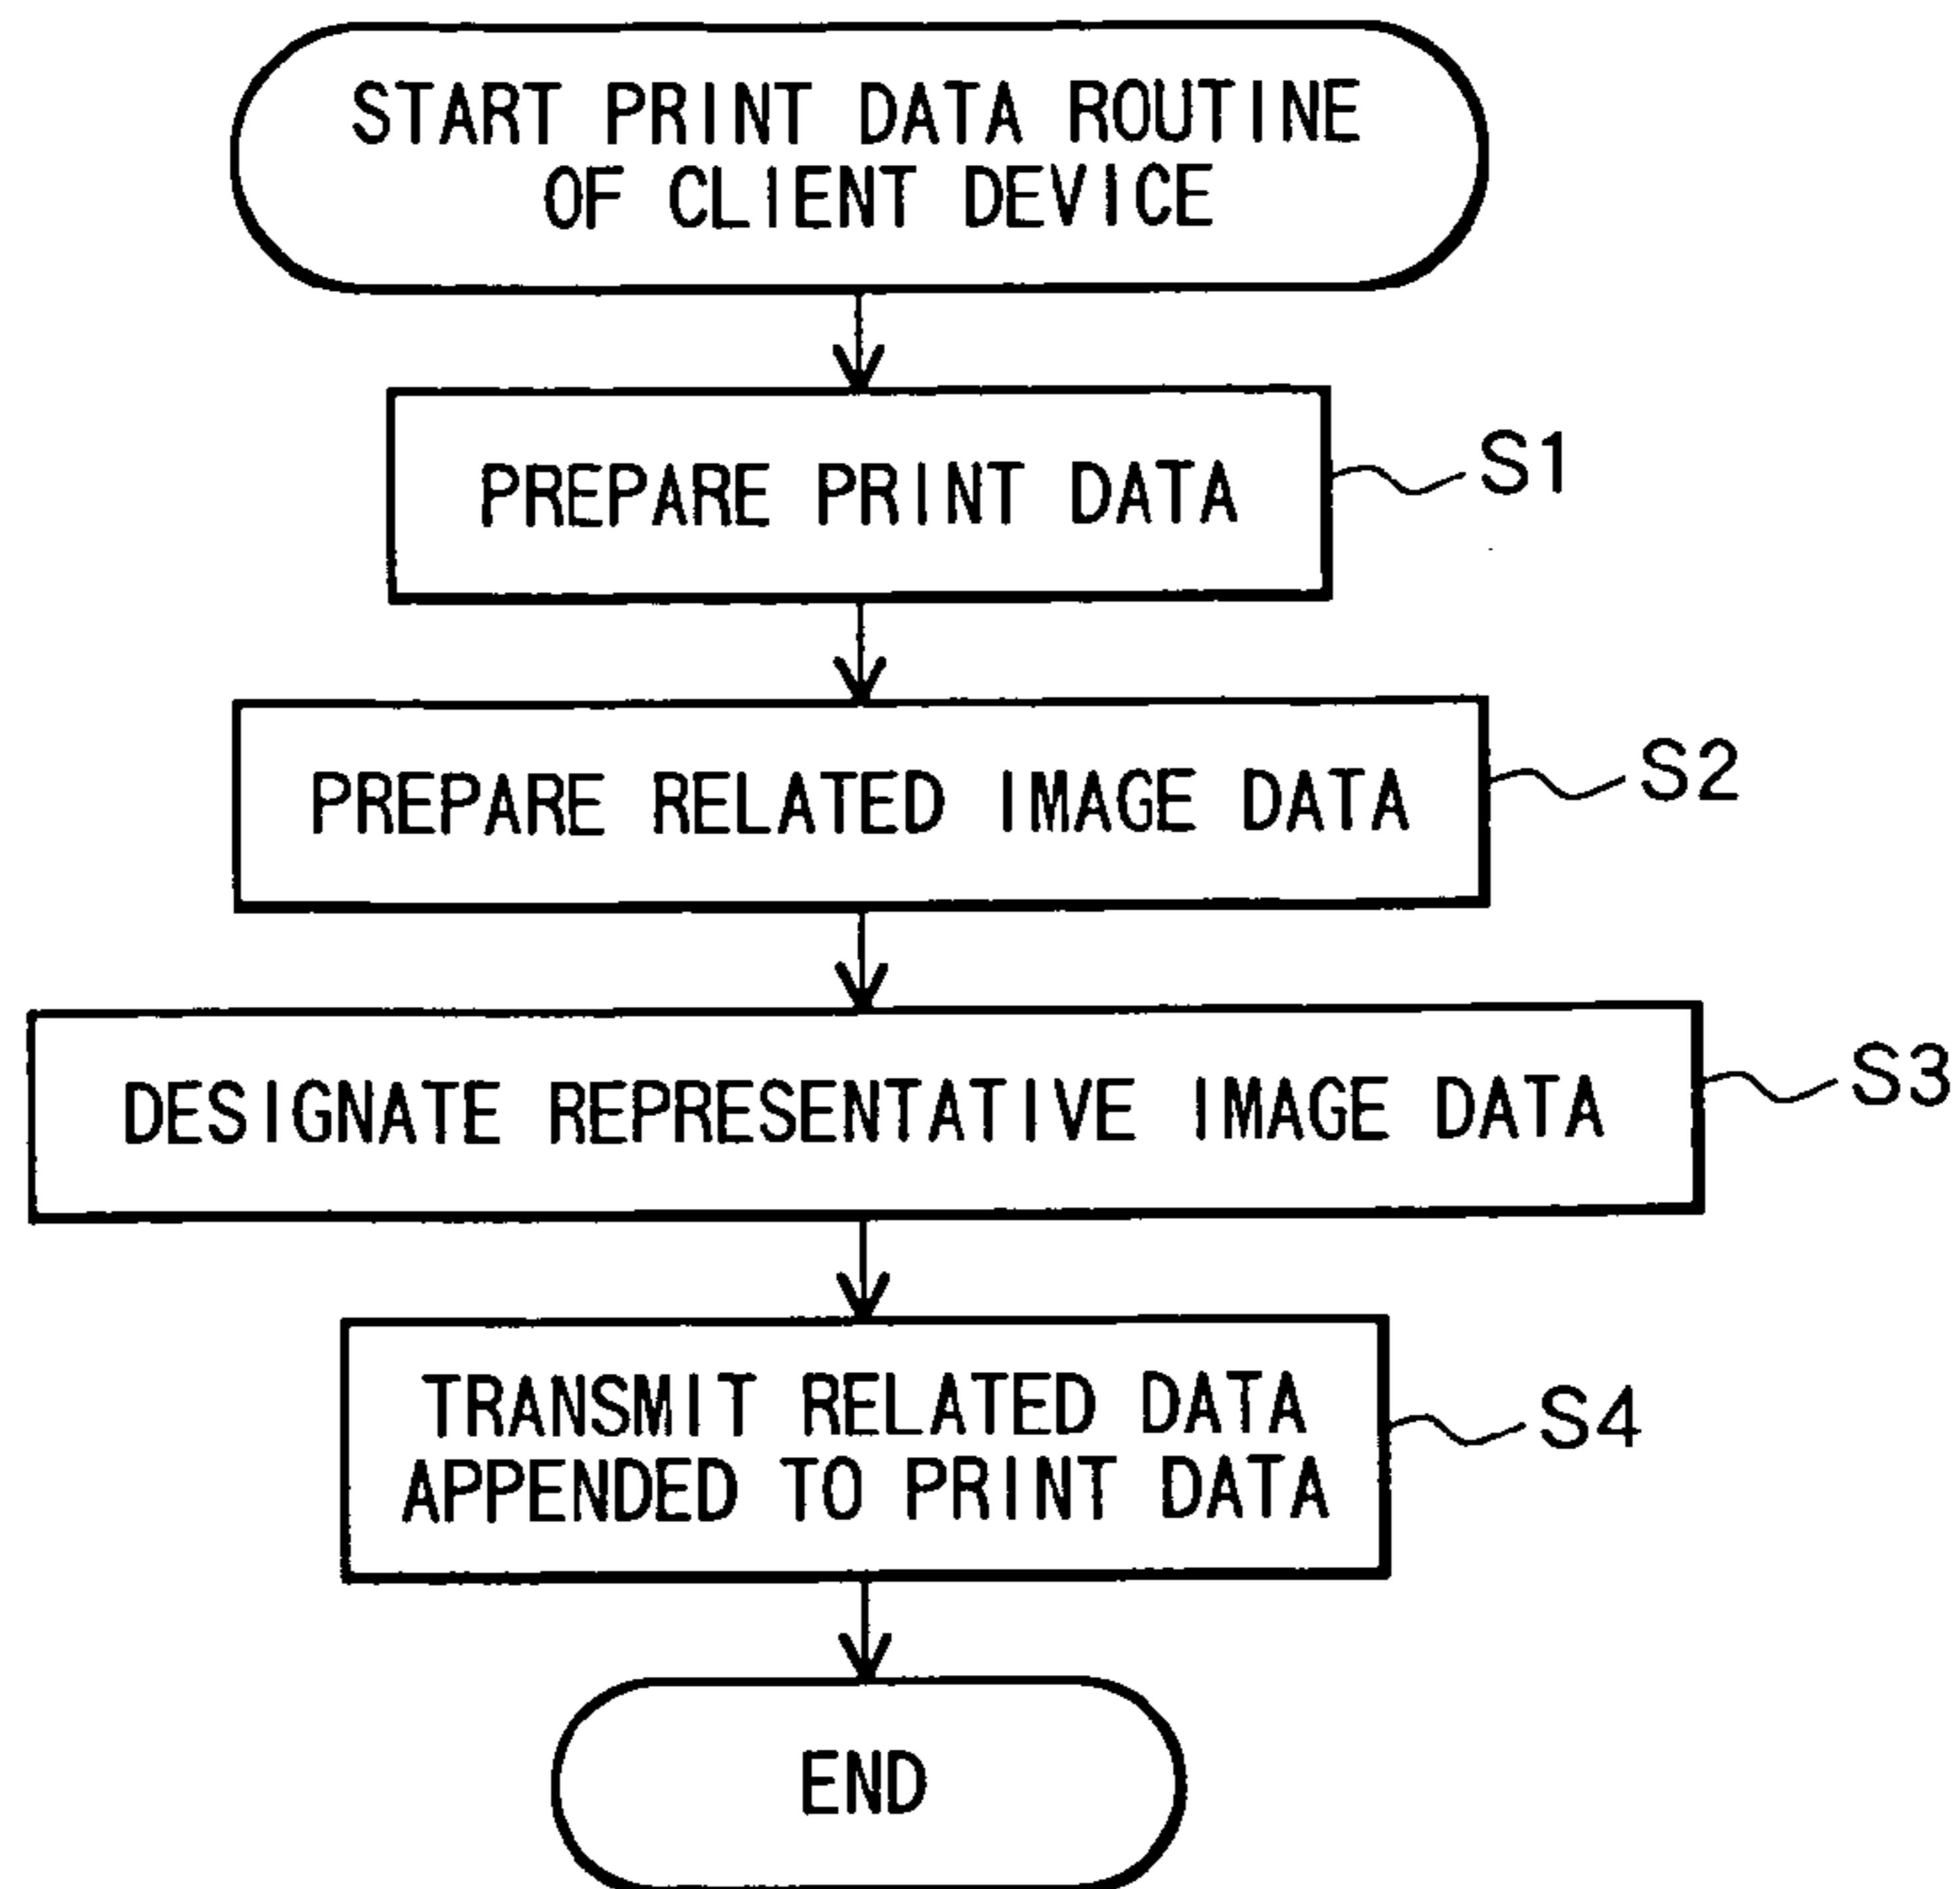 START PRINT DATA ROUTINE
OF CLIENT DEVICE
PREPARE PRINT DATA
S1
PREPARE RELATED IMAGE DATA
S2
DESIGNATE REPRESENTATIVE IMAGE DATA
S3
TRANSMIT RELATED DATA
APPENDED TO PRINT DATA
S4
END